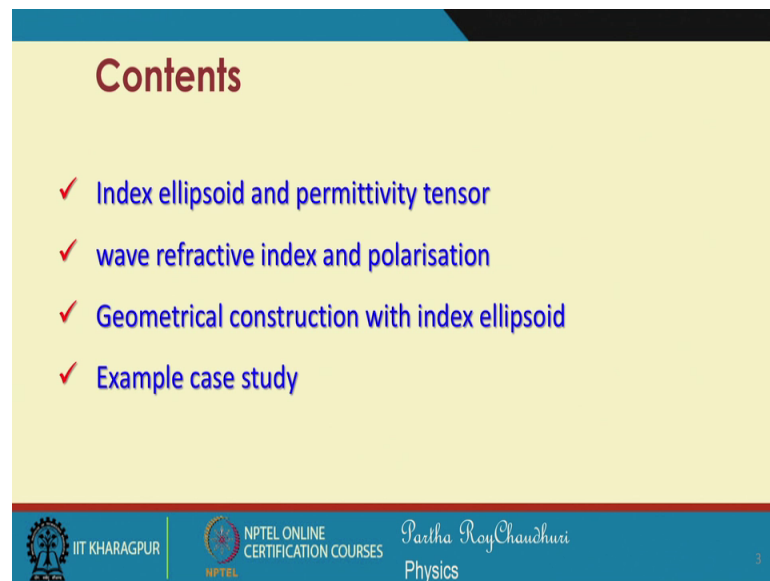 Contents
✓ Index ellipsoid and permittivity tensor
✓ wave refractive index and polarisation
✓ Geometrical construction with index ellipsoid
✓ Example case study
IIT KHARAGPUR
NPTEL
NPTEL ONLINE
CERTIFICATION COURSES
Partha RoyChaudhuri
Physics
3